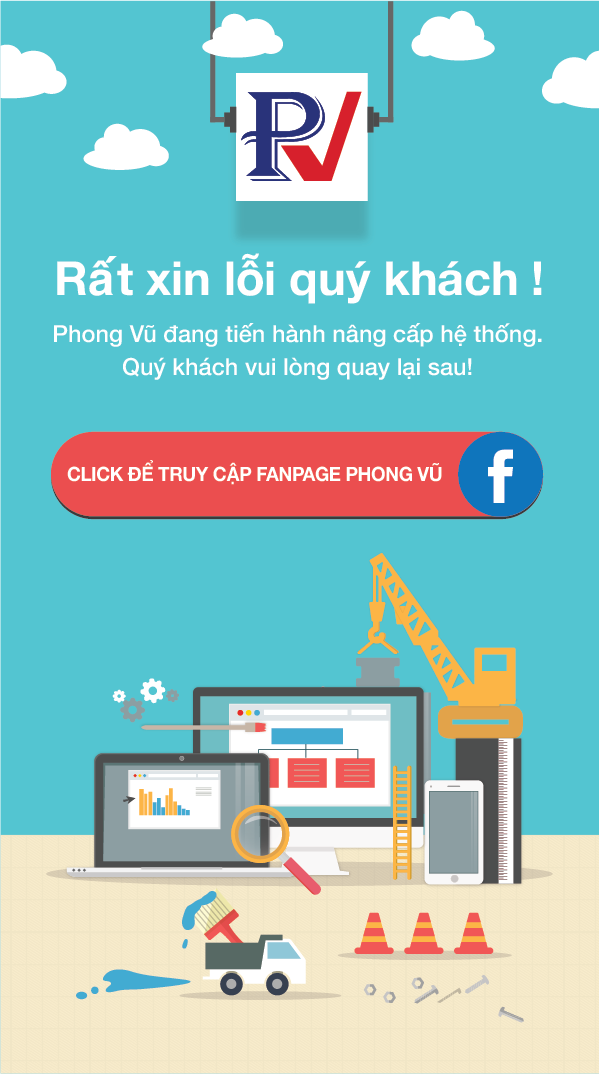 PV
Rất xin lỗi quý khách !
Phong Vũ đang tiến hành nâng cấp hệ thống.
Quý khách vui lòng quay lại sau!
CLICK ĐỂ TRUY CẬP FANPAGE PHONG VŨ
f